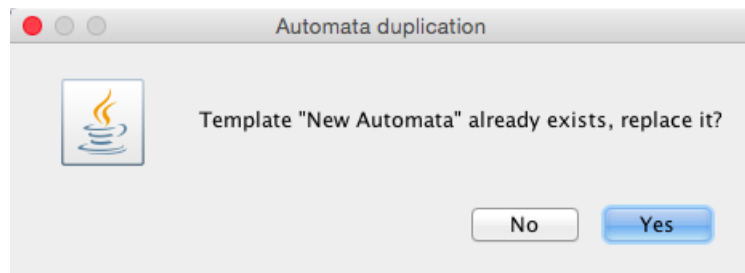 Automata duplication
Template "New Automata" already exists, replace it?
No
Yes